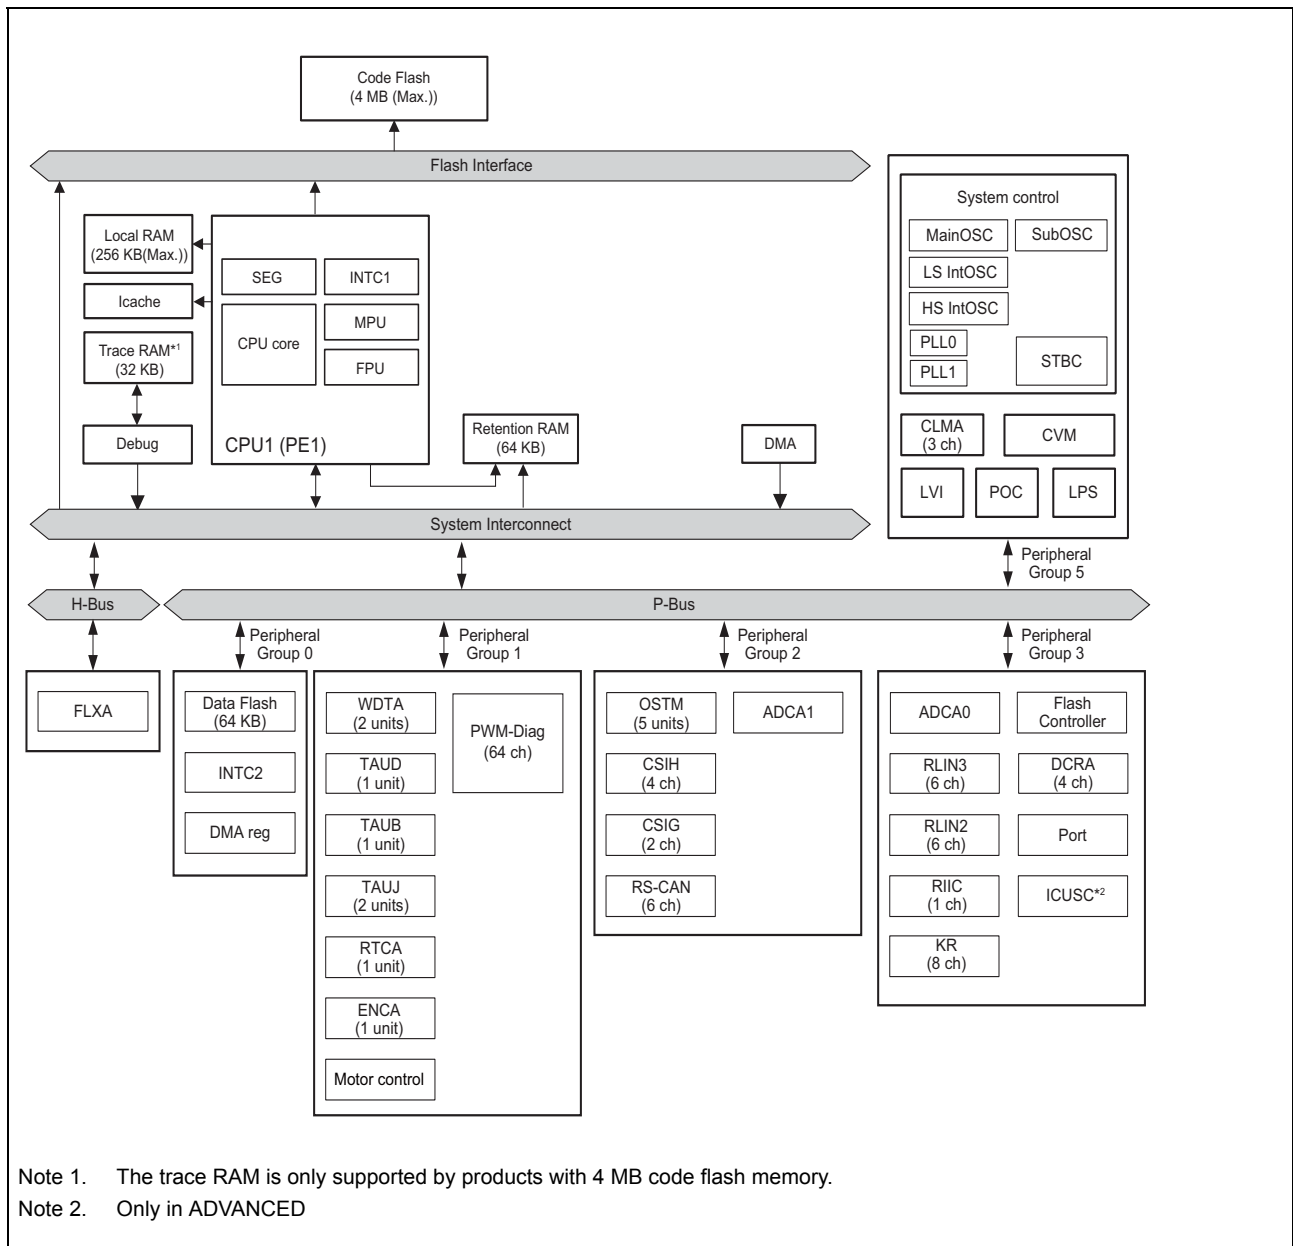 Code Flash
(4 MB (Max.))
Flash Interface
Local RAM
(256 KB(Max.))
Icache
Trace RAM*1
(32 KB)
Debug
SEG
INTC1
CPU core
MPU
FPU
CPU1 (PE1)
Retention RAM
(64 KB)
DMA
System control
MainOSC
SubOSC
LS IntOSC
HS IntOSC
PLL0
PLL1
STBC
CLMA
(3 ch)
CVM
LVI
POC
LPS
System Interconnect
Peripheral
Group 5
H-Bus
P-Bus
Peripheral
Group 0
Peripheral
Group 1
Peripheral
Group 2
Peripheral
Group 3
FLXA
Data Flash
(64 KB)
INTC2
DMA reg
WDTA
(2 units)
TAUD
(1 unit)
TAUB
(1 unit)
TAUJ
(2 units)
RTCA
(1 unit)
ENCA
(1 unit)
Motor control
PWM-Diag
(64 ch)
OSTM
(5 units)
CSIH
(4 ch)
CSIG
(2 ch)
RS-CAN
(6 ch)
ADCA1
ADCA0
RLIN3
(6 ch)
RLIN2
(6 ch)
RIIC
(1 ch)
KR
(8 ch)
Flash
Controller
DCRA
(4 ch)
Port
ICUSC*2
Note 1. The trace RAM is only supported by products with 4 MB code flash memory.
Note 2. Only in ADVANCED